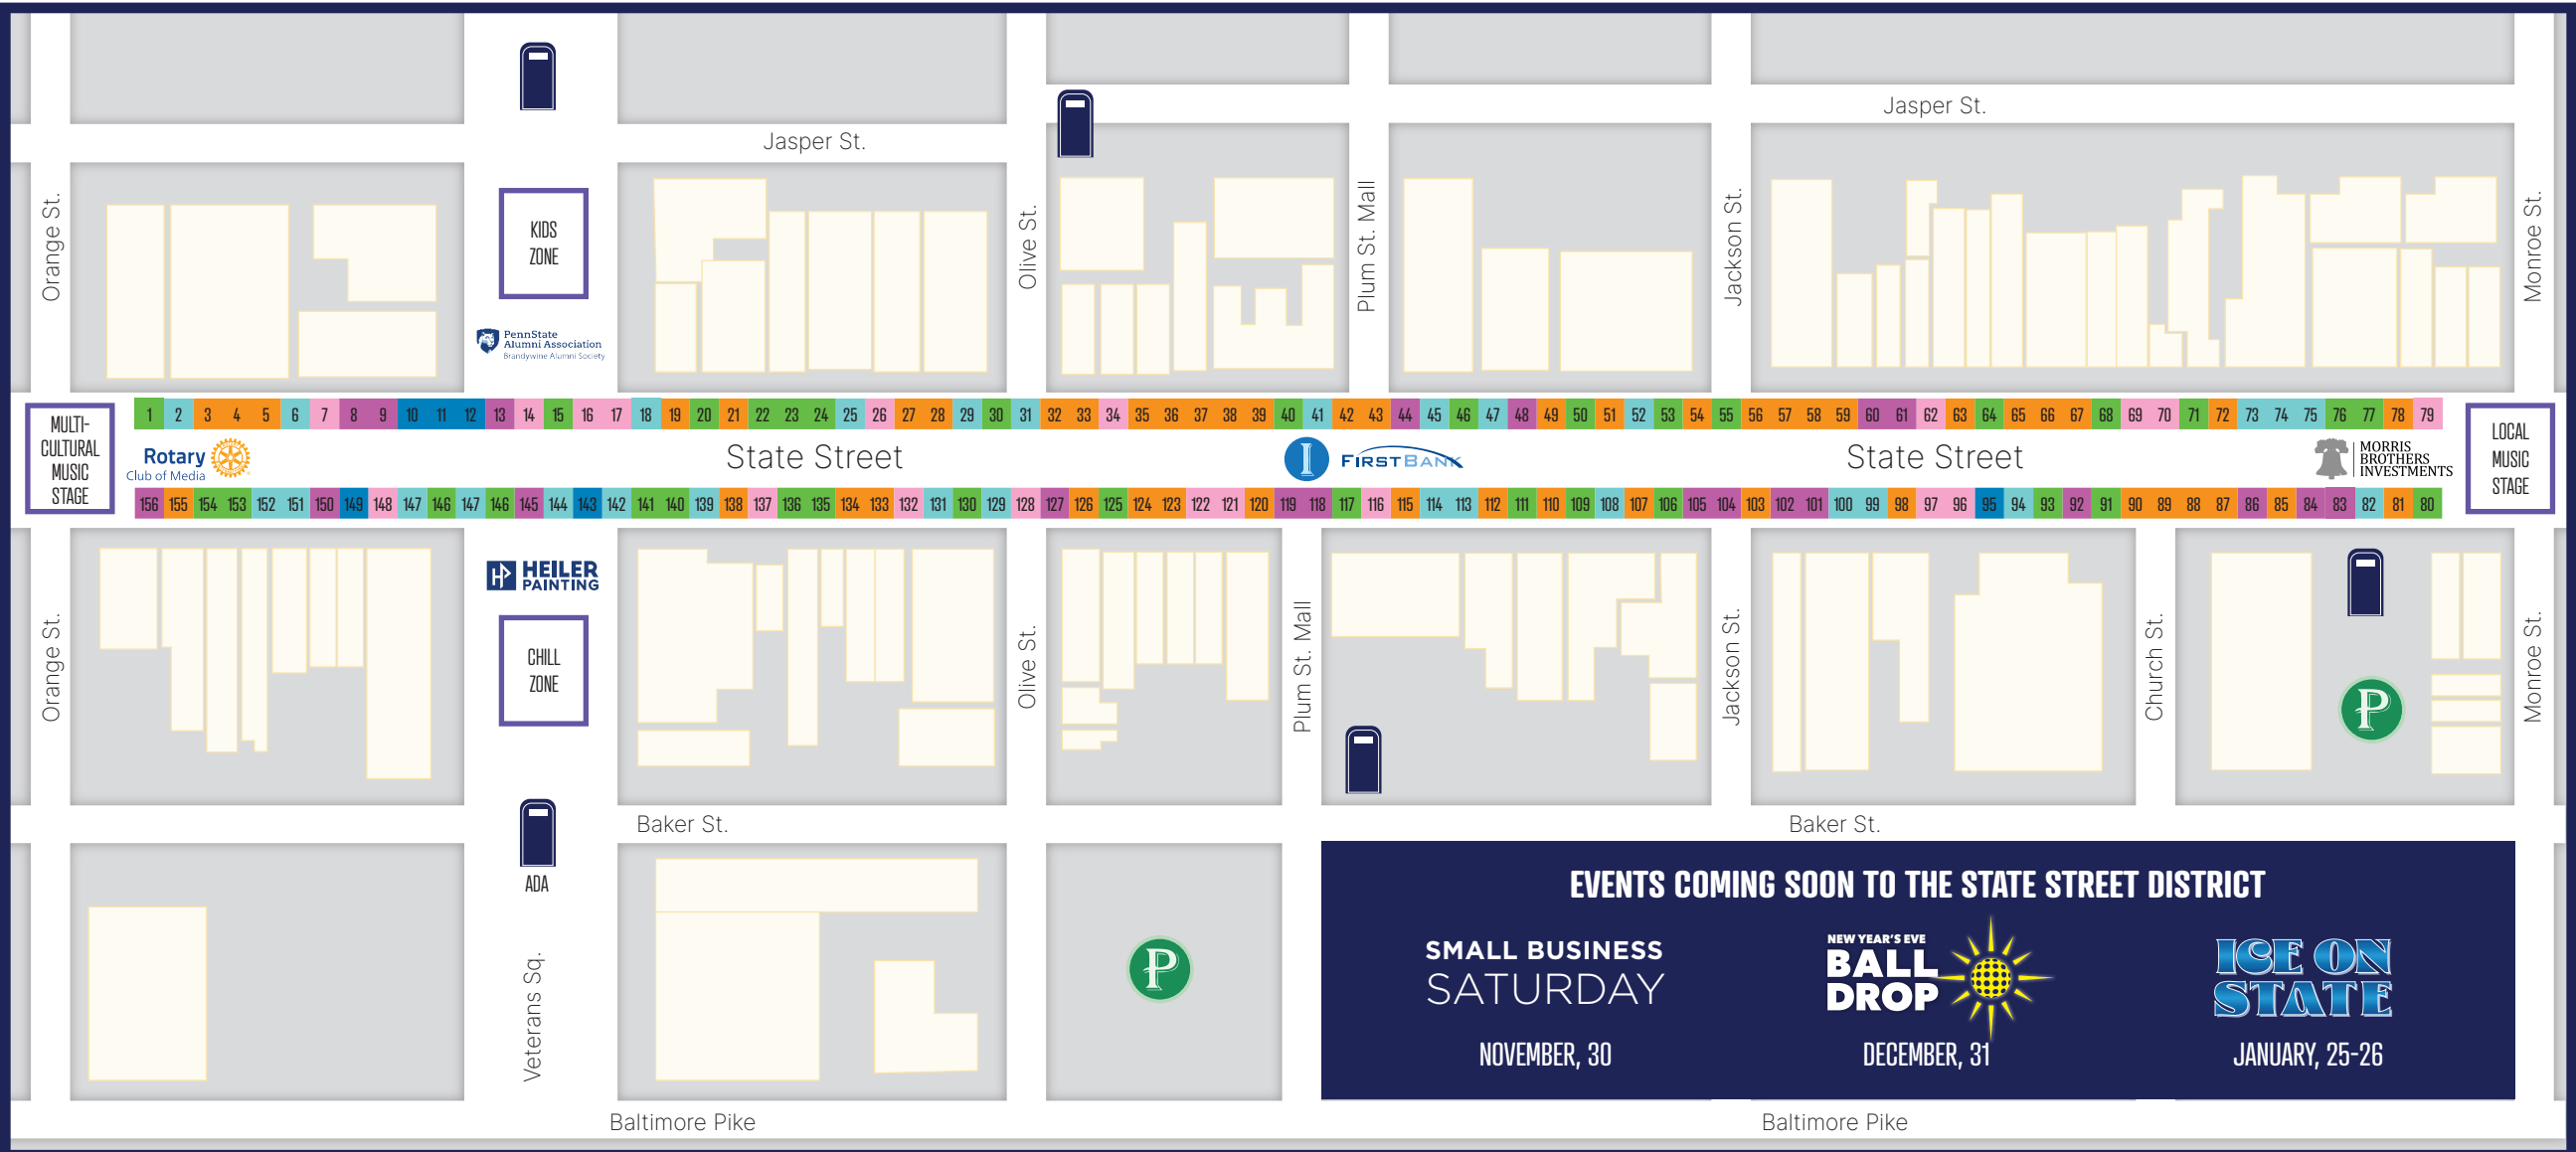 Jasper St.
Jasper St.
Orange St.
KIDS
ZONE
PennState
Alumni Association
Brandywine Alumni Society
Olive St.
Plum St. Mall
Jackson St.
Monroe St.
MULTI-
CULTURAL
MUSIC
STAGE
1 2 3 4 5 6 7 8 9 10 11 12 13 14 15 16 17 18 19 20 21 22 23 24 25 26 27 28 29 30 31 32 33 34 35 36 37 38 39 40 41 42 43 44 45 46 47 48 49 50 51 52 53 54 55 56 57 58 59 60 61 62 63 64 65 66 67 68 69 70 71 72 73 74 75 76 77 78 79
Rotary
Club of Media
State Street
I FIRSTBANK
State Street
MORRIS
BROTHERS
INVESTMENTS
LOCAL
MUSIC
STAGE
156 155 154 153 152 151 150 149 148 147 146 147 146 145 144 143 142 141 140 139 138 137 136 135 134 133 132 131 130 129 128 127 126 125 124 123 122 121 120 119 118 117 116 115 114 113 112 111 110 109 108 107 106 105 104 103 102 101 100 99 98 97 96 95 94 93 92 91 90 89 88 87 86 85 84 83 82 81 80
HP HEILER
PAINTING
Orange St.
CHILL
ZONE
Olive St.
Plum St. Mall
Jackson St.
Church St.
P
Monroe St.
Baker St.
Baker St.
ADA
Veterans Sq.
P
EVENTS COMING SOON TO THE STATE STREET DISTRICT
SMALL BUSINESS
SATURDAY
NOVEMBER, 30
NEW YEAR'S EVE
BALL
DROP
DECEMBER, 31
ICE ON
STATE
JANUARY, 25-26
Baltimore Pike
Baltimore Pike